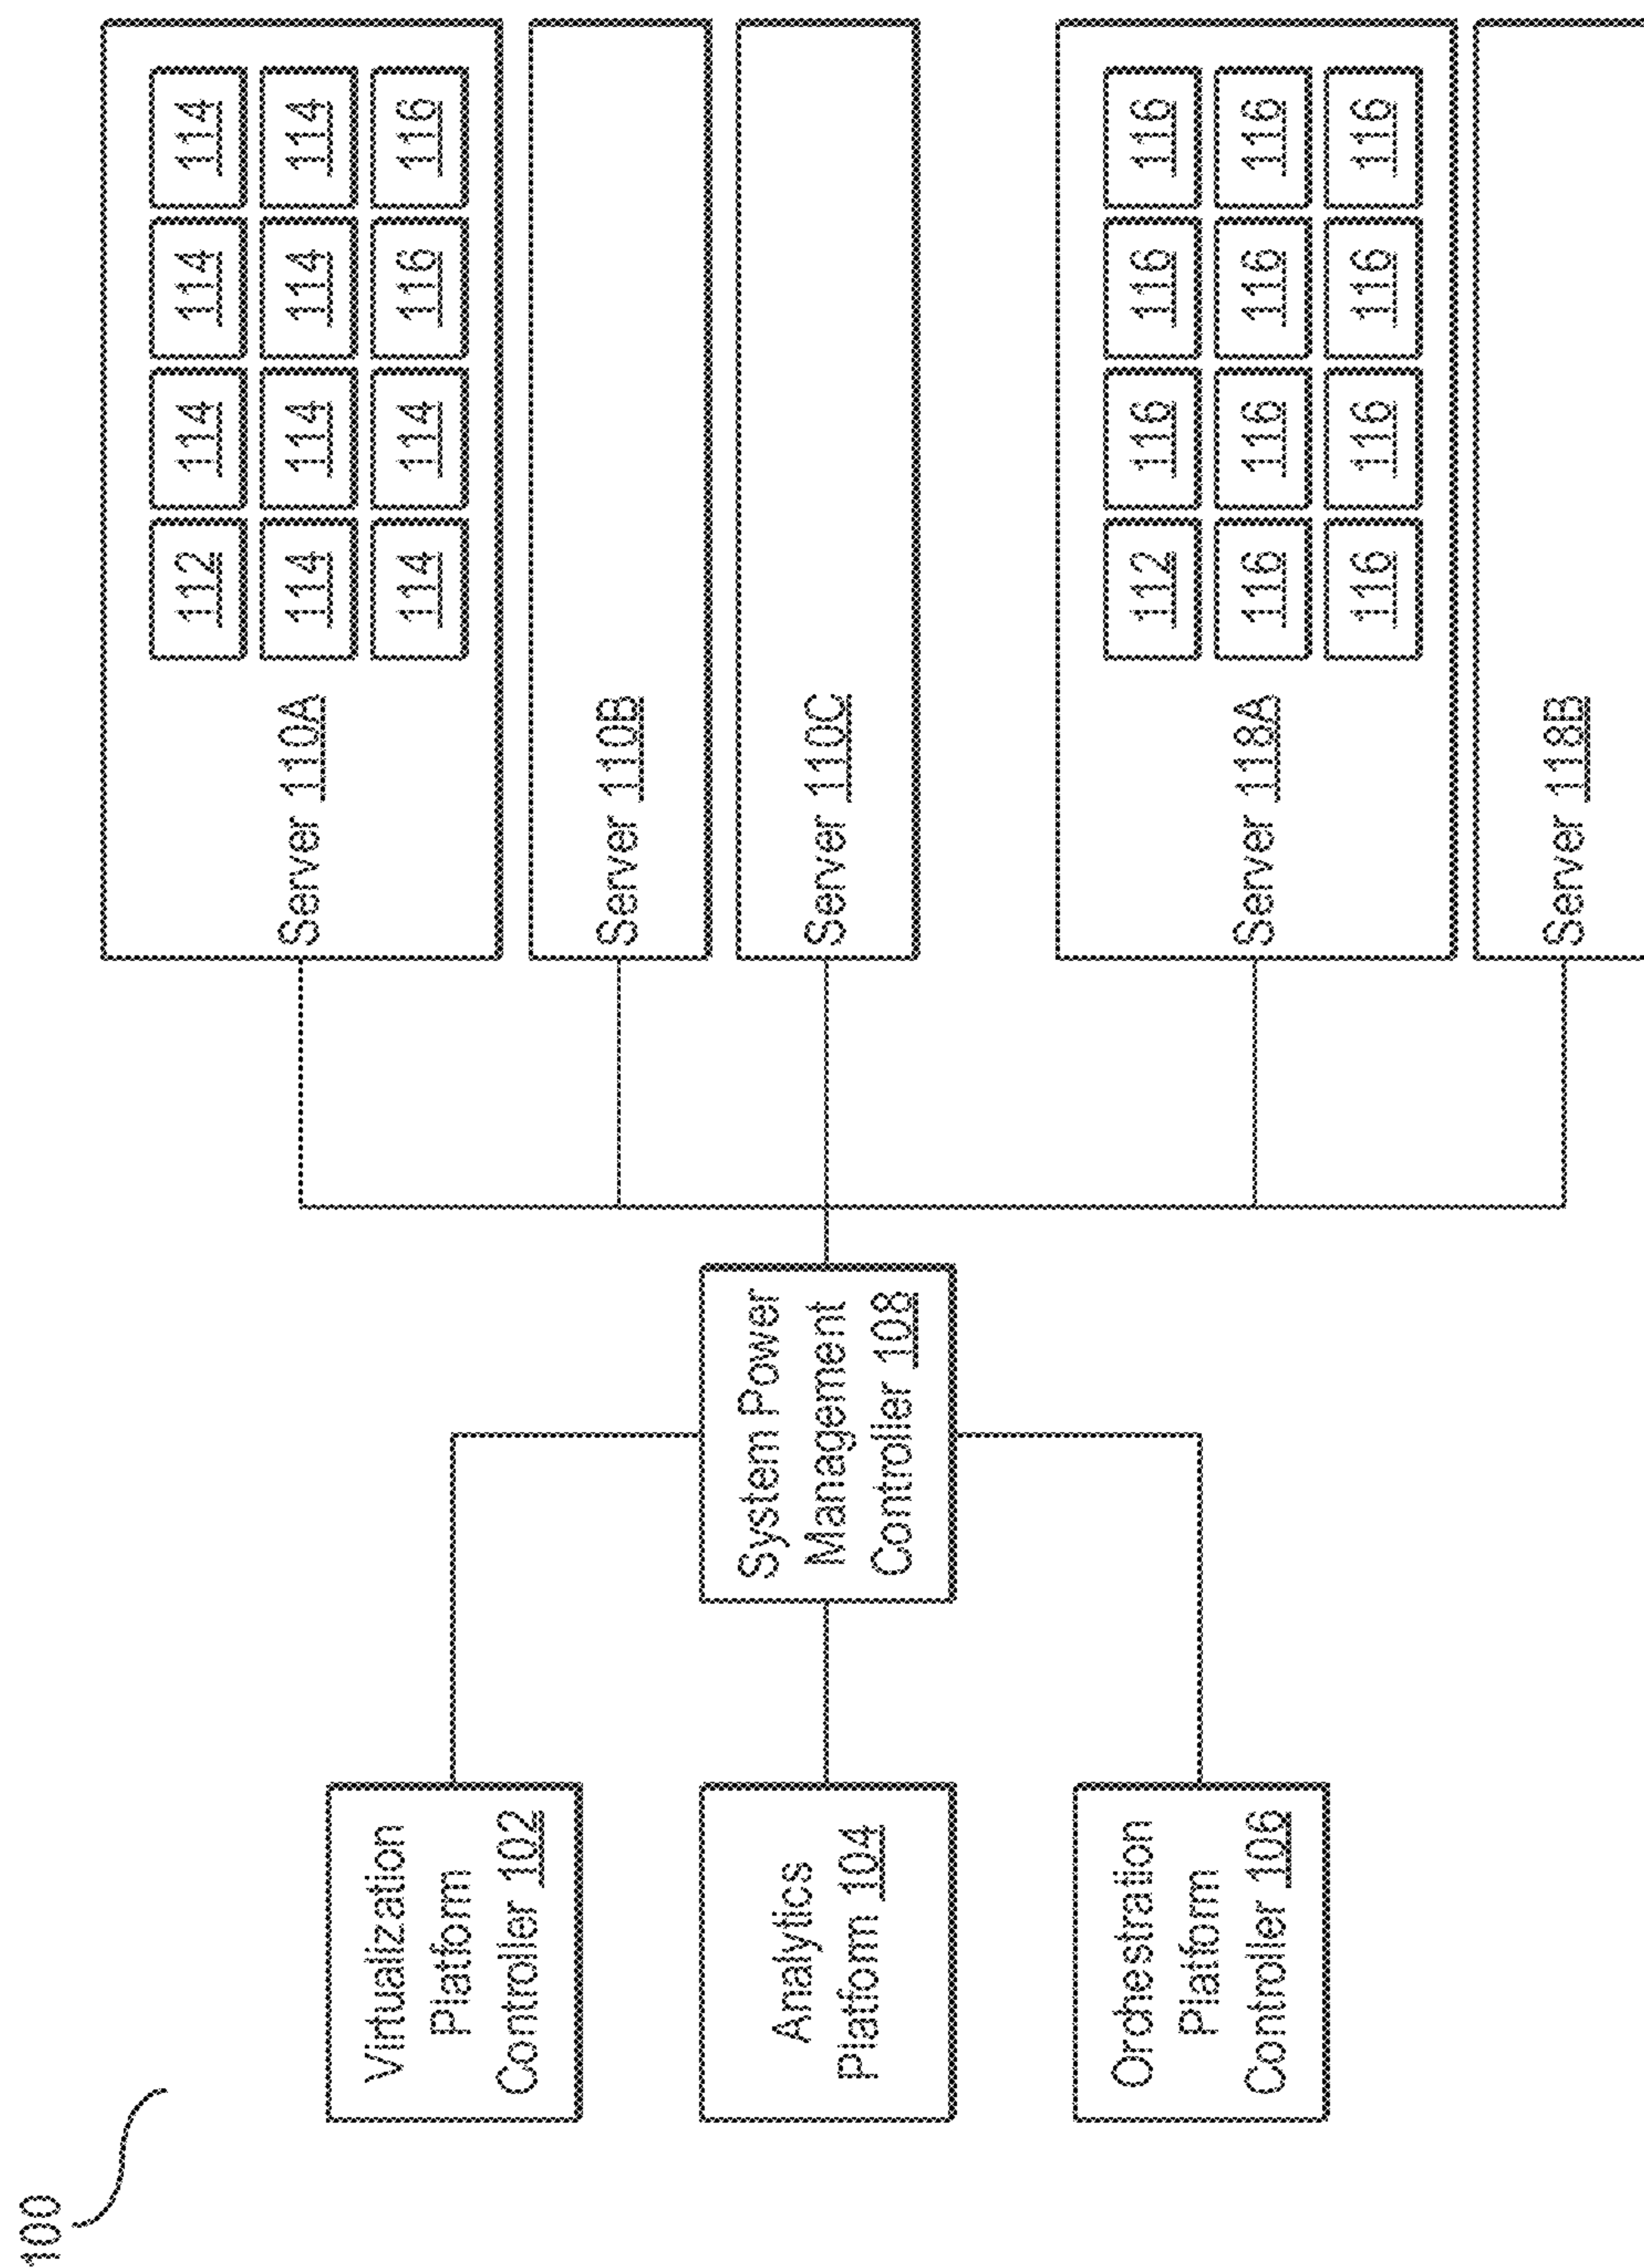 100
Virtualization
Platform
Controller 102
Analytics
Platform 104
Orchestration
Platform
Controller 106
System Power
Management
Controller 108
Server 110A
112 114 114 114
114 114 114 114
114 114 116 116
Server 110B
Server 110C
Server 118A
112 116 116 116
116 116 116 116
116 116 116 116
Server 118B